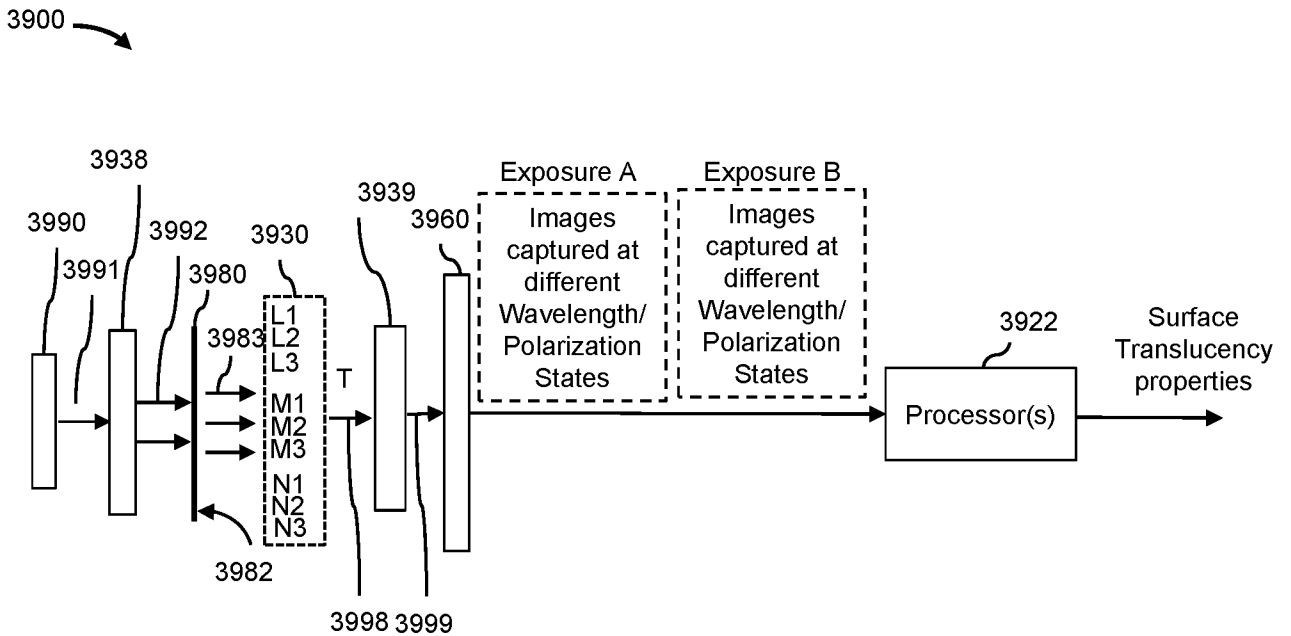 3900
3938
3990
3991
3992
3980
3930
3939
3960
3983
L1
L2
L3
M1
M2
M3
N1
N2
N3
T
3982
3998
3999
Exposure A
Images
captured at
different
Wavelength/
Polarization
States
Exposure B
Images
captured at
different
Wavelength/
Polarization
States
3922
Processor(s)
Surface
Translucency
properties